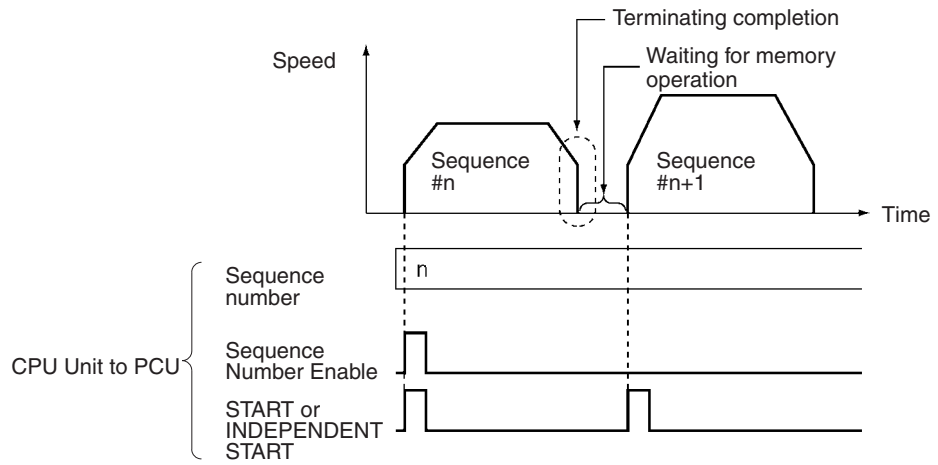 Terminating completion
Waiting for memory
operation
Speed
Sequence
#n
Sequence
#n+1
Time
Sequence
number
n
CPU Unit to PCU
Sequence
Number Enable
START or
INDEPENDENT
START